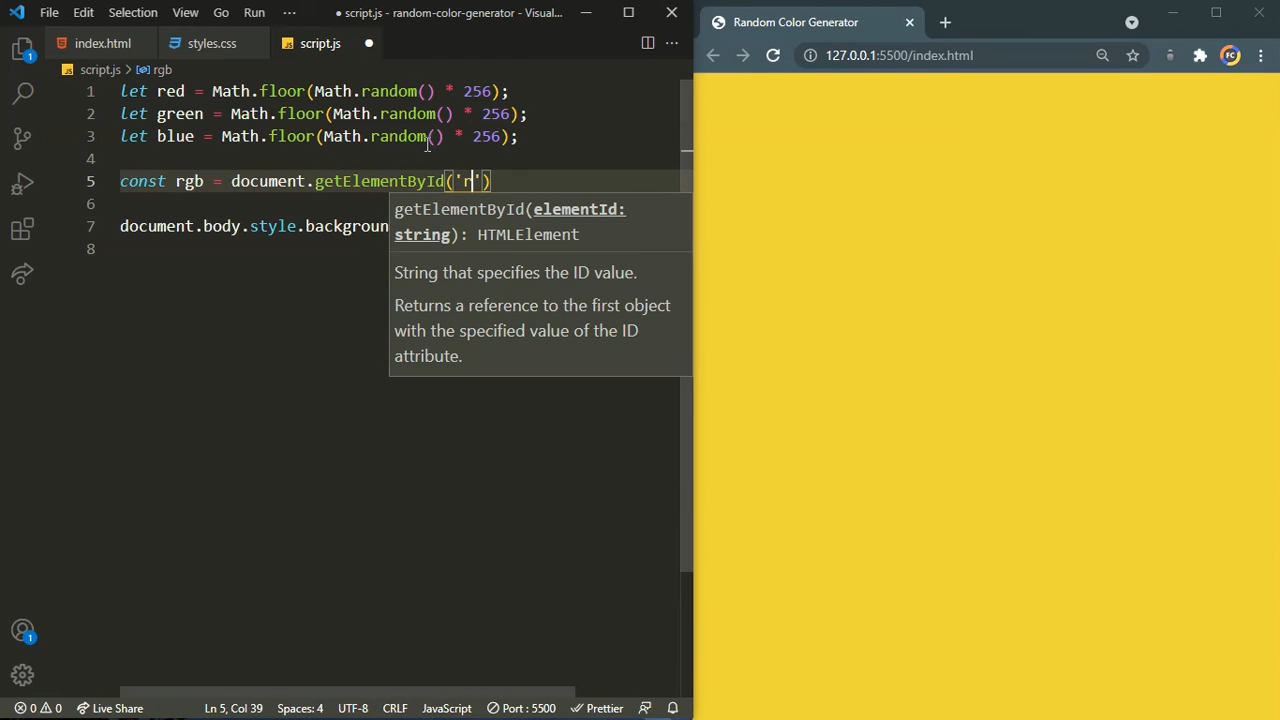 File Edit Selection View Go Run ··· ● script.js - random-color-generator - Visual...
index.html styles.css JS script.js ●
JS script.js › rgb
1 let red = Math.floor(Math.random() * 256);
2 let green = Math.floor(Math.random() * 256);
3 let blue = Math.floor(Math.random() * 256);
4
5 const rgb = document.getElementById('r')
6
7 document.body.style.backgroun
8
getElementById(elementId:
string): HTMLElement
String that specifies the ID value.
Returns a reference to the first object
with the specified value of the ID
attribute.
1
1
0 0 Live Share Ln 5, Col 39 Spaces: 4 UTF-8 CRLF JavaScript Port : 5500 Prettier
Random Color Generator
127.0.0.1:5500/index.html
FC